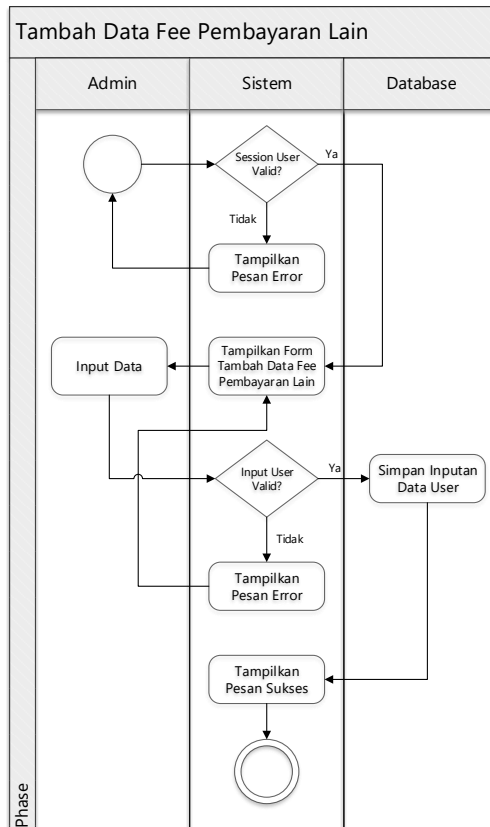 Tambah Data Fee Pembayaran Lain
Admin
Sistem
Database
Session User
Valid?
Ya
Tidak
Tampilkan
Pesan Error
Input Data
Tampilkan Form
Tambah Data Fee
Pembayaran Lain
Input User
Valid?
Ya
Simpan Inputan
Data User
Tidak
Tampilkan
Pesan Error
Tampilkan
Pesan Sukses
Phase